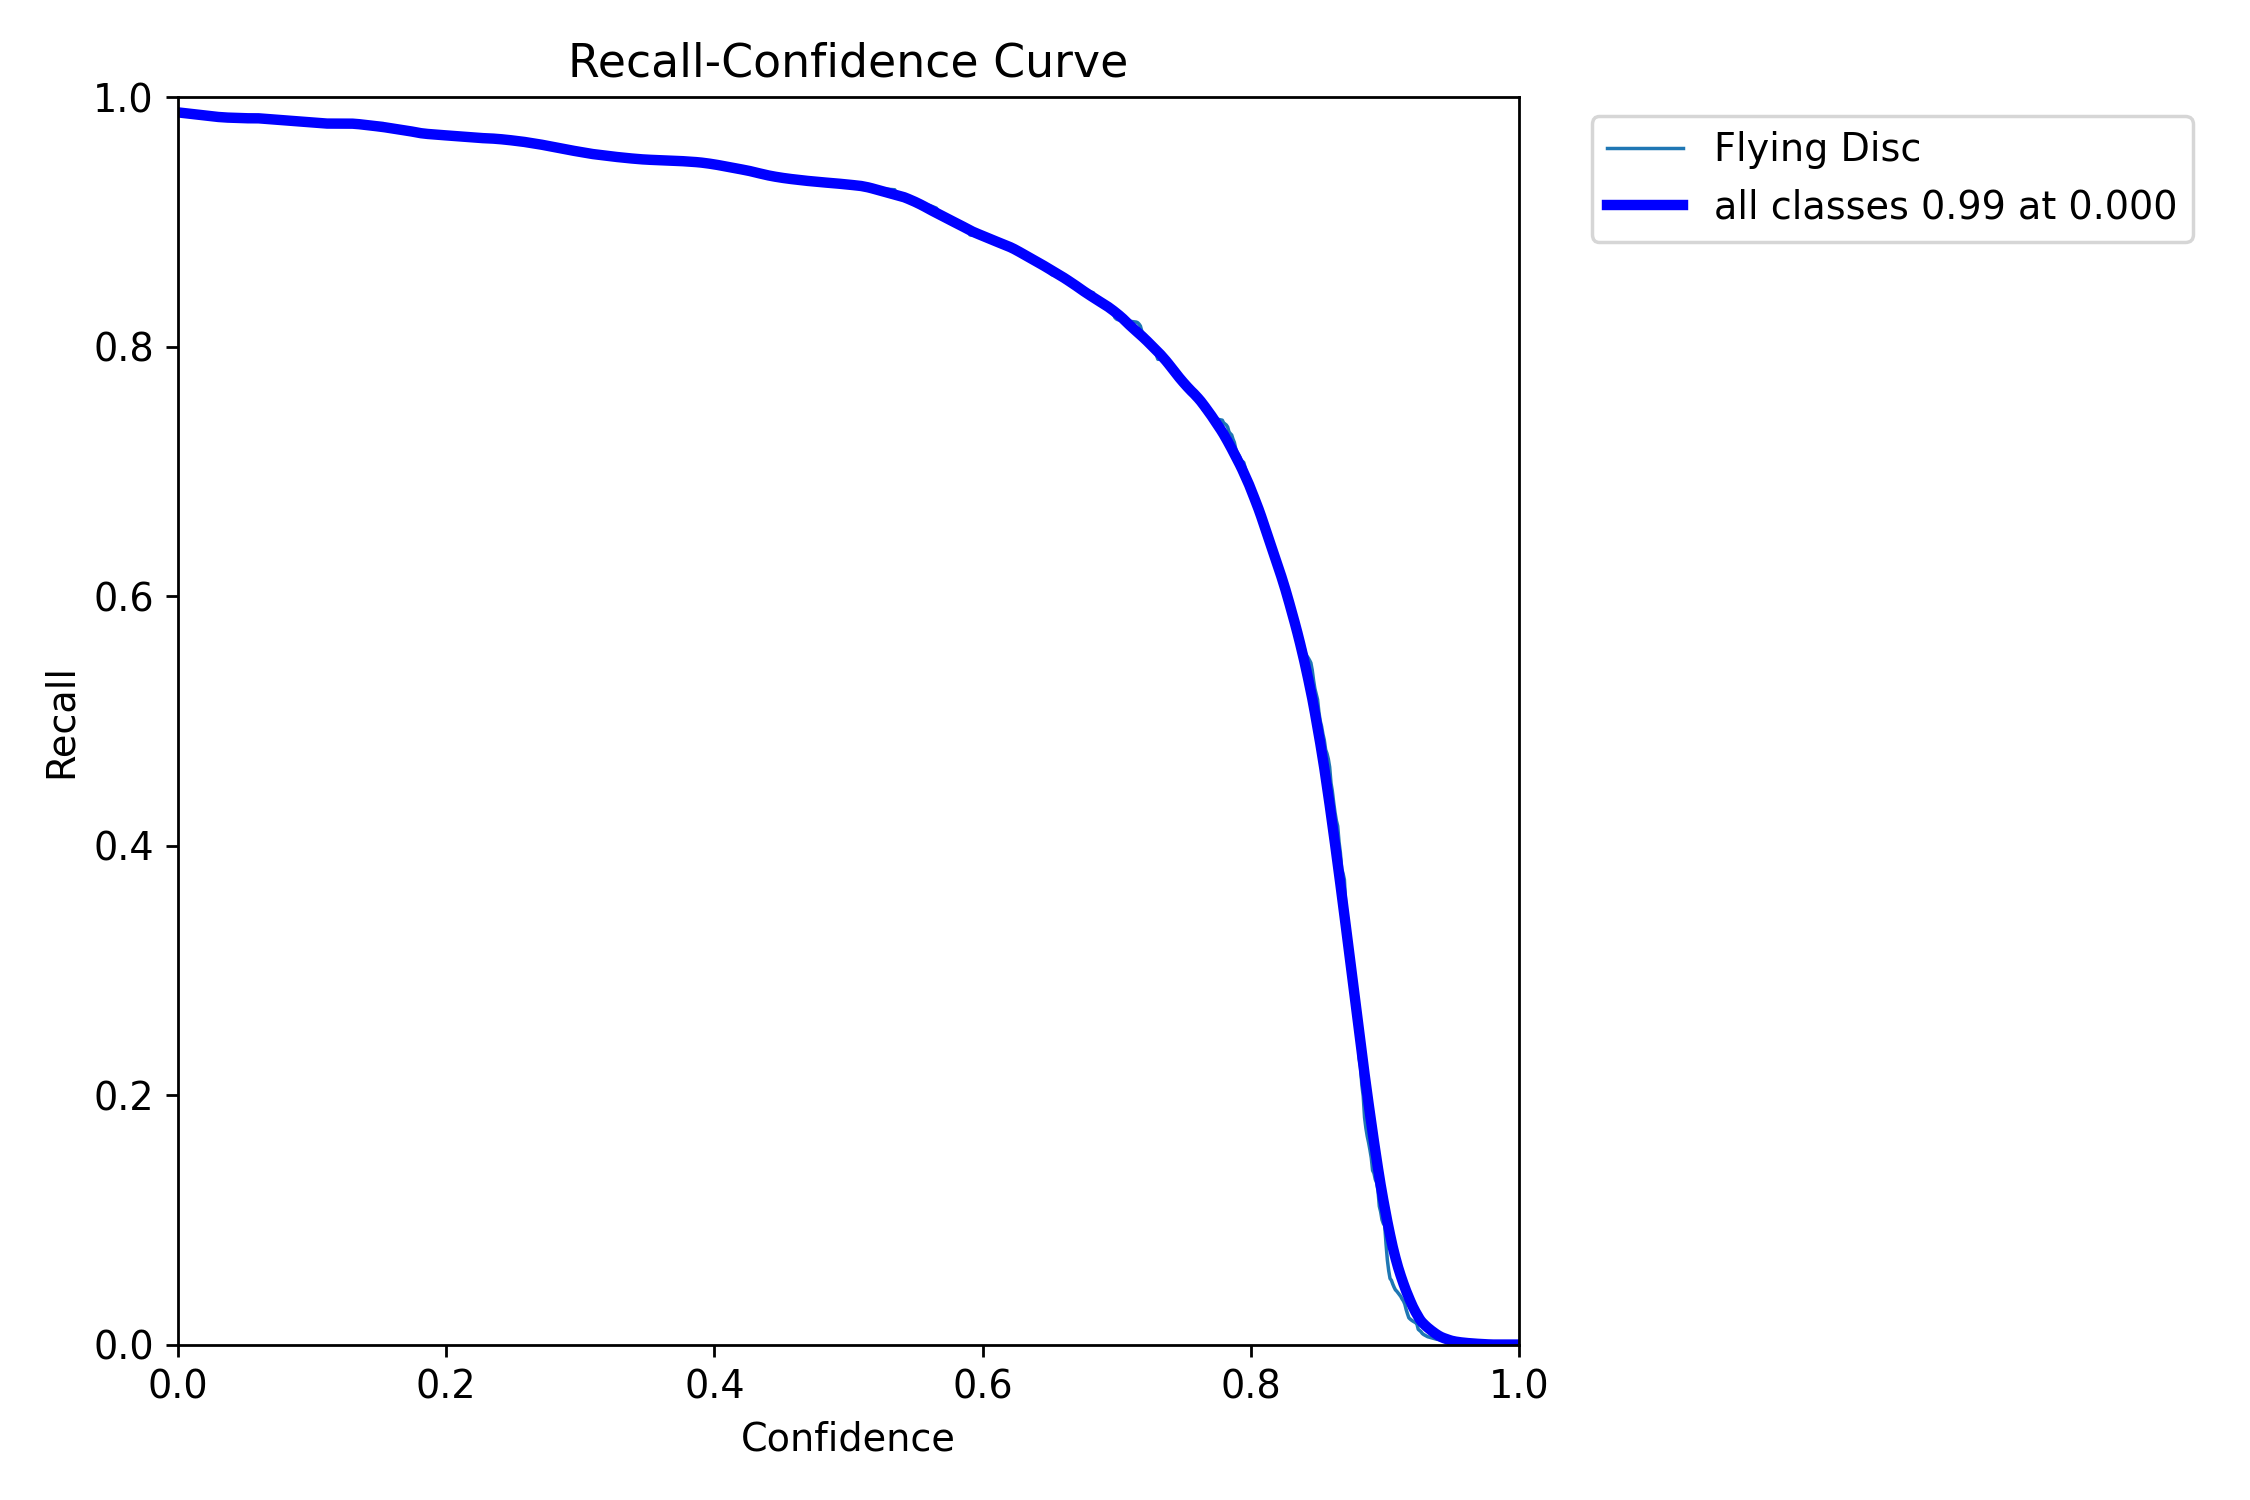 Recall-Confidence Curve
1.0
0.8
0.6
0.4
0.2
0.0
Recall
0.0 0.2 0.4 0.6 0.8 1.0
Confidence
Flying Disc
all classes 0.99 at 0.000